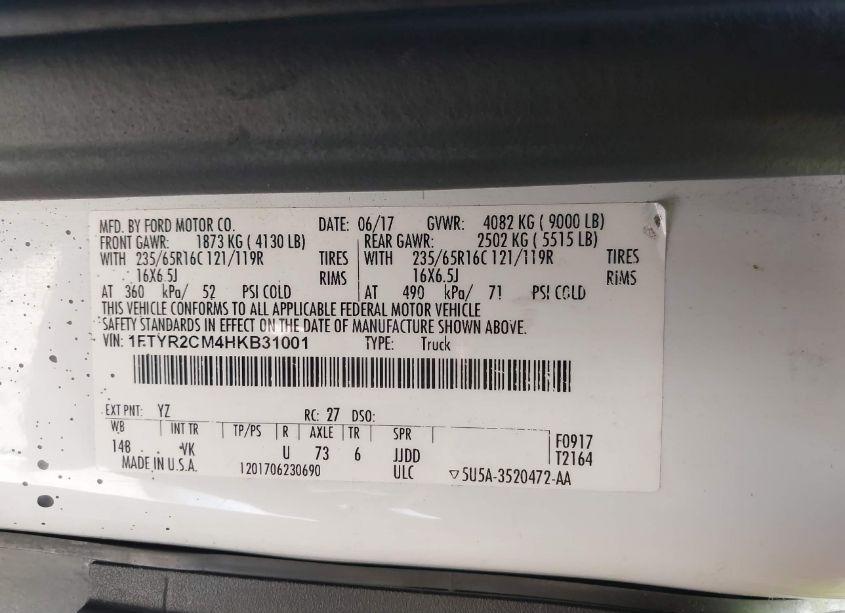 MFD. BY FORD MOTOR CO. DATE: 06/17 GVWR: 4082 KG ( 9000 LB)
FRONT GAWR: 1873 KG ( 4130 LB) REAR GAWR: 2502 KG ( 5515 LB)
WITH 235/65R16C 121/119R TIRES WITH 235/65R16C 121/119R TIRES
16X6.5J RIMS 16X6.5J RIMS
AT 360 kPa/ 52 PSI COLD AT 490 kPa/ 71 PSI COLD
THIS VEHICLE CONFORMS TO ALL APPLICABLE FEDERAL MOTOR VEHICLE
SAFETY STANDARDS IN EFFECT ON THE DATE OF MANUFACTURE SHOWN ABOVE.
VIN: 1FTYR2CM4HKB31001 TYPE: Truck
EXT PNT: YZ RC: 27 DSO:
WB INT TR TP/PS R AXLE TR SPR F0917
148 VK U 73 6 JJDD T2164
MADE IN U.S.A. 1201706230690 ULC ▽5U5A-3520472-AA